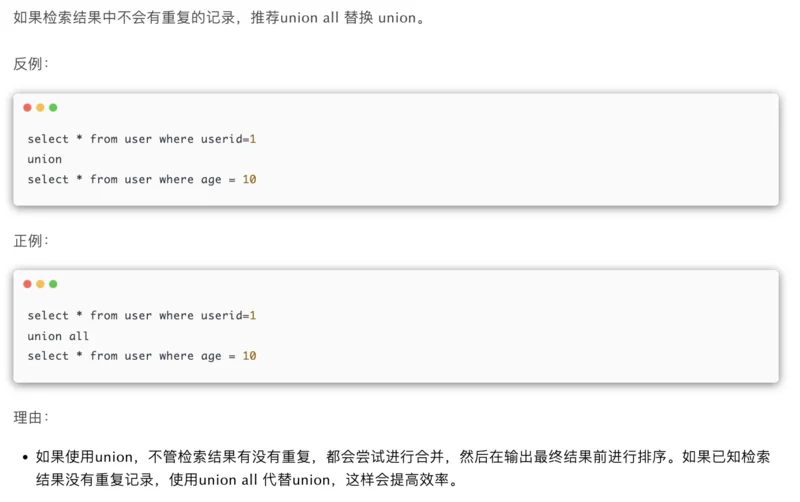 如果检索结果中不会有重复的记录，推荐union all 替换 union。
反例：
select * from user where userid=1
union
select * from user where age = 10
正例：
select * from user where userid=1
union all
select * from user where age = 10
理由：
• 如果使用union，不管检索结果有没有重复，都会尝试进行合并，然后在输出最终结果前进行排序。如果已知检索
结果没有重复记录，使用union all 代替union，这样会提高效率。